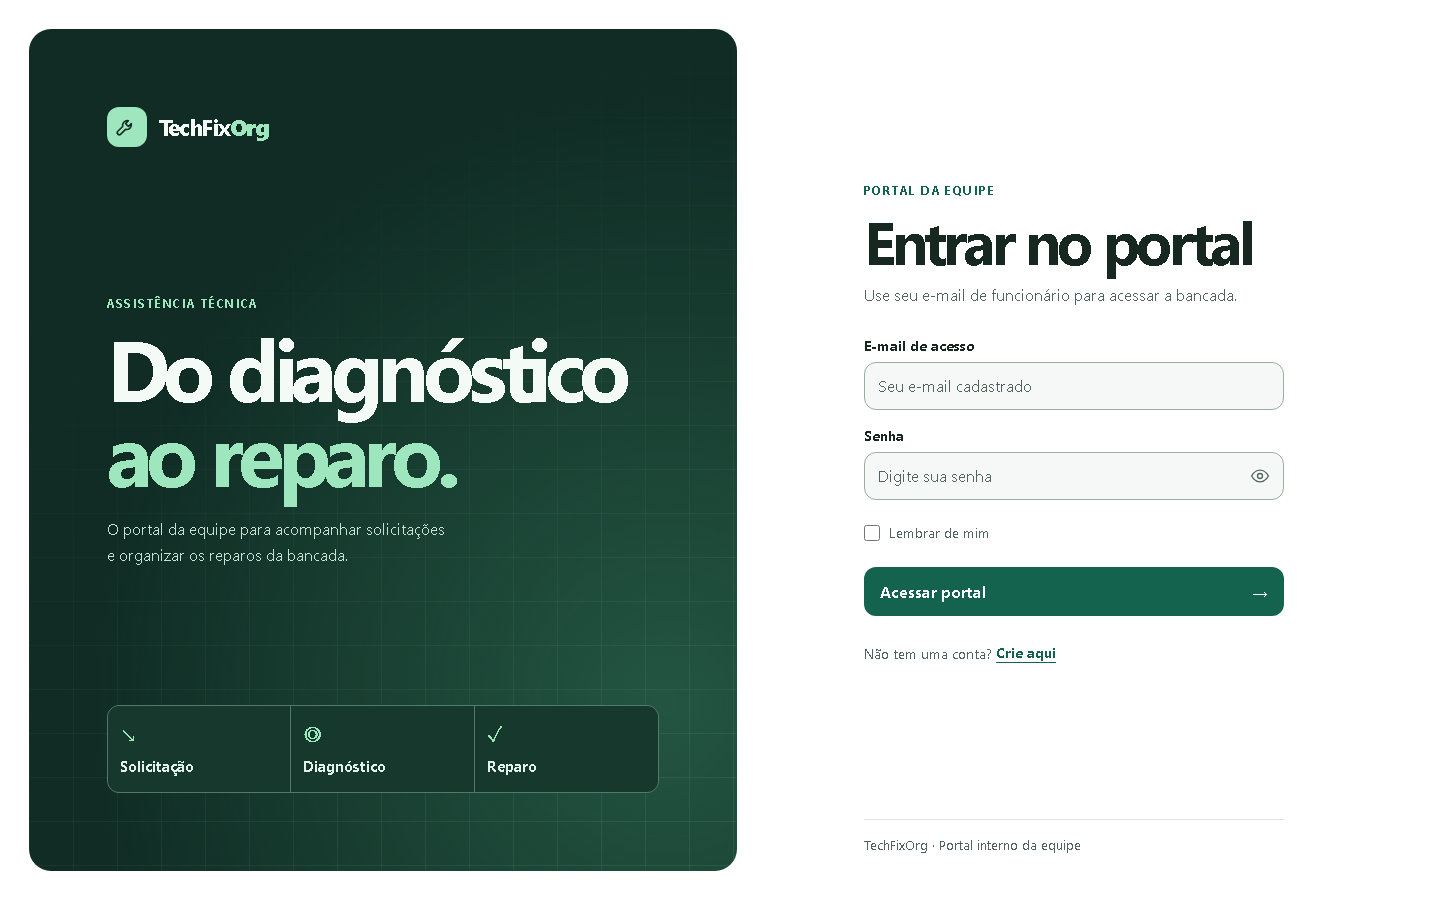 TechFixOrg
ASSISTÊNCIA TÉCNICA
Do diagnóstico
ao reparo.
O portal da equipe para acompanhar solicitações
e organizar os reparos da bancada.
↘
◎
✓
Solicitação
Diagnóstico
Reparo
PORTAL DA EQUIPE
Entrar no portal
Use seu e-mail de funcionário para acessar a bancada.
E-mail de acesso
Seu e-mail cadastrado
Senha
Digite sua senha
Lembrar de mim
Acessar portal →
Não tem uma conta? Crie aqui
TechFixOrg · Portal interno da equipe